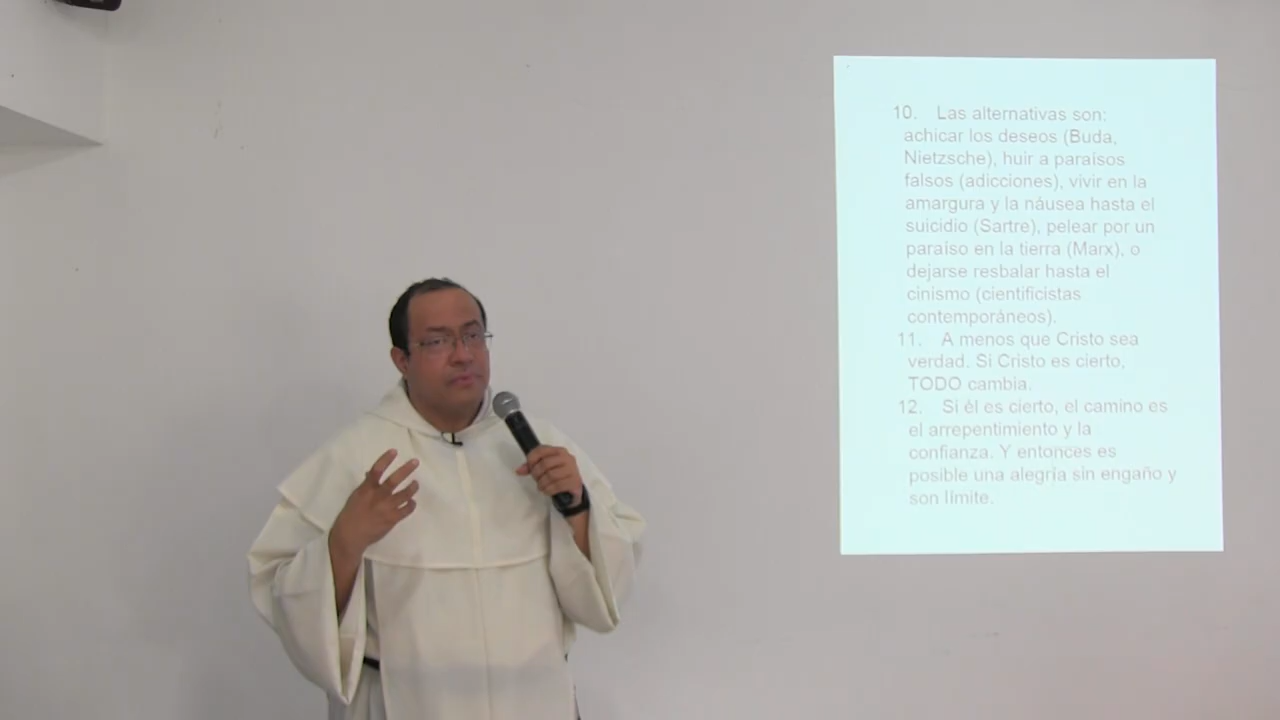 10. Las alternativas son:
achicar los deseos (Buda,
Nietzsche), huir a paraísos
falsos (adicciones), vivir en la
amargura y la náusea hasta el
suicidio (Sartre), pelear por un
paraíso en la tierra (Marx), o
dejarse resbalar hasta el
cinismo (cientificistas
contemporáneos).
11. A menos que Cristo sea
verdad. Si Cristo es cierto,
TODO cambia.
12. Si él es cierto, el camino es
el arrepentimiento y la
confianza. Y entonces es
posible una alegría sin engaño y
son límite.